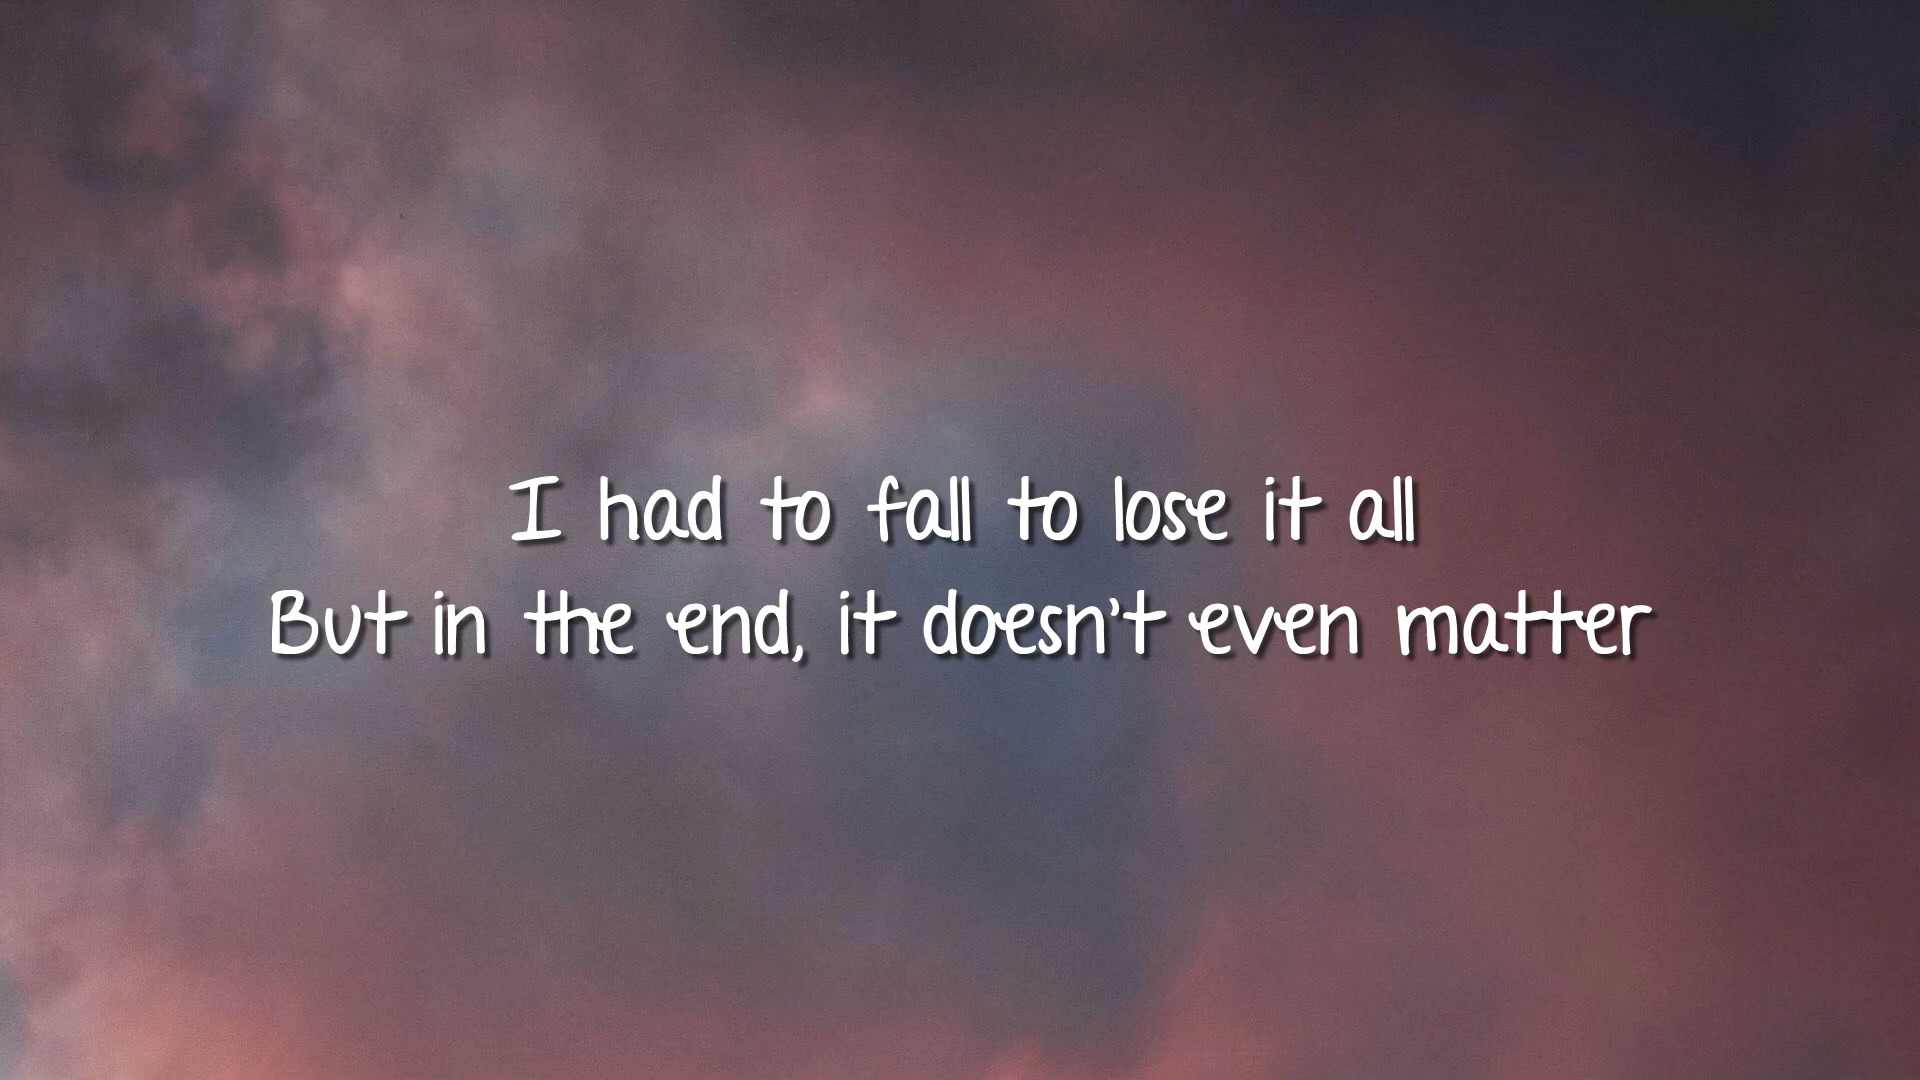 I had to fall to lose it all
But in the end, it doesn't even matter